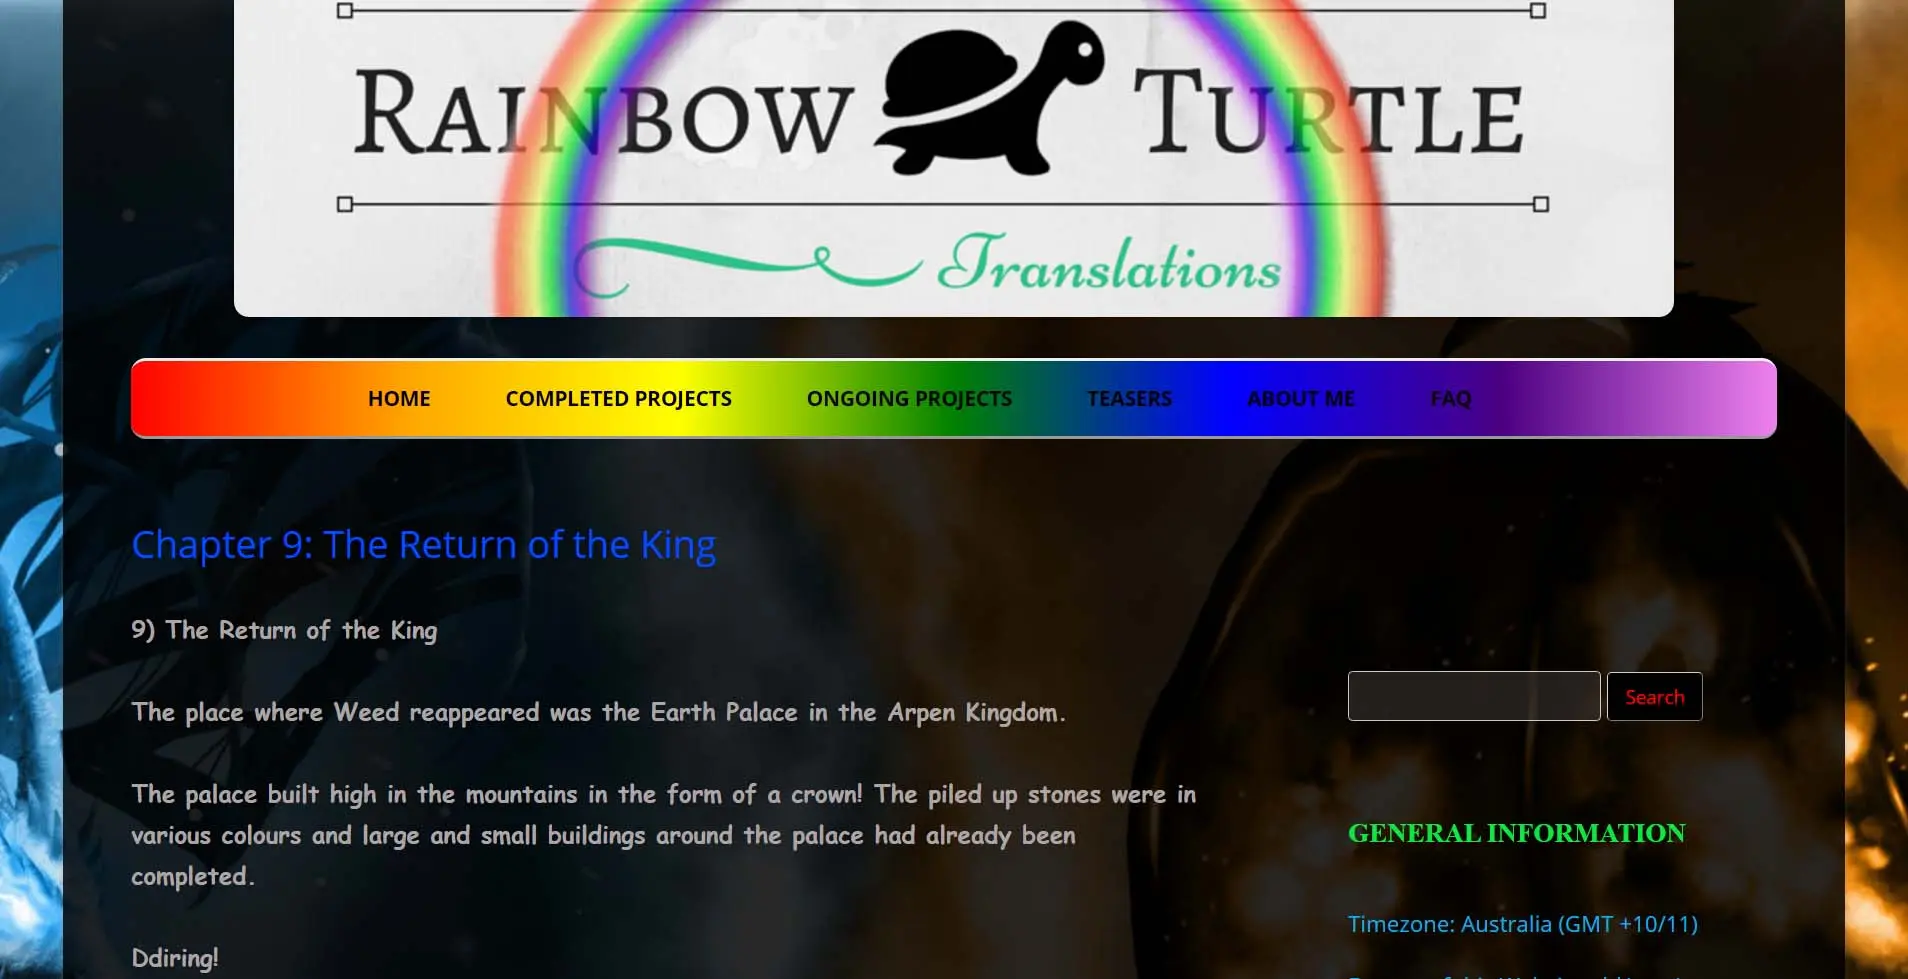 RAINBOW TURTLE
Translations
HOME COMPLETED PROJECTS ONGOING PROJECTS TEASERS ABOUT ME FAQ
Chapter 9: The Return of the King
9) The Return of the King
The place where Weed reappeared was the Earth Palace in the Arpen Kingdom.
The palace built high in the mountains in the form of a crown! The piled up stones were in
various colours and large and small buildings around the palace had already been
completed.
Ddiring!
Search
GENERAL INFORMATION
Timezone: Australia (GMT +10/11)